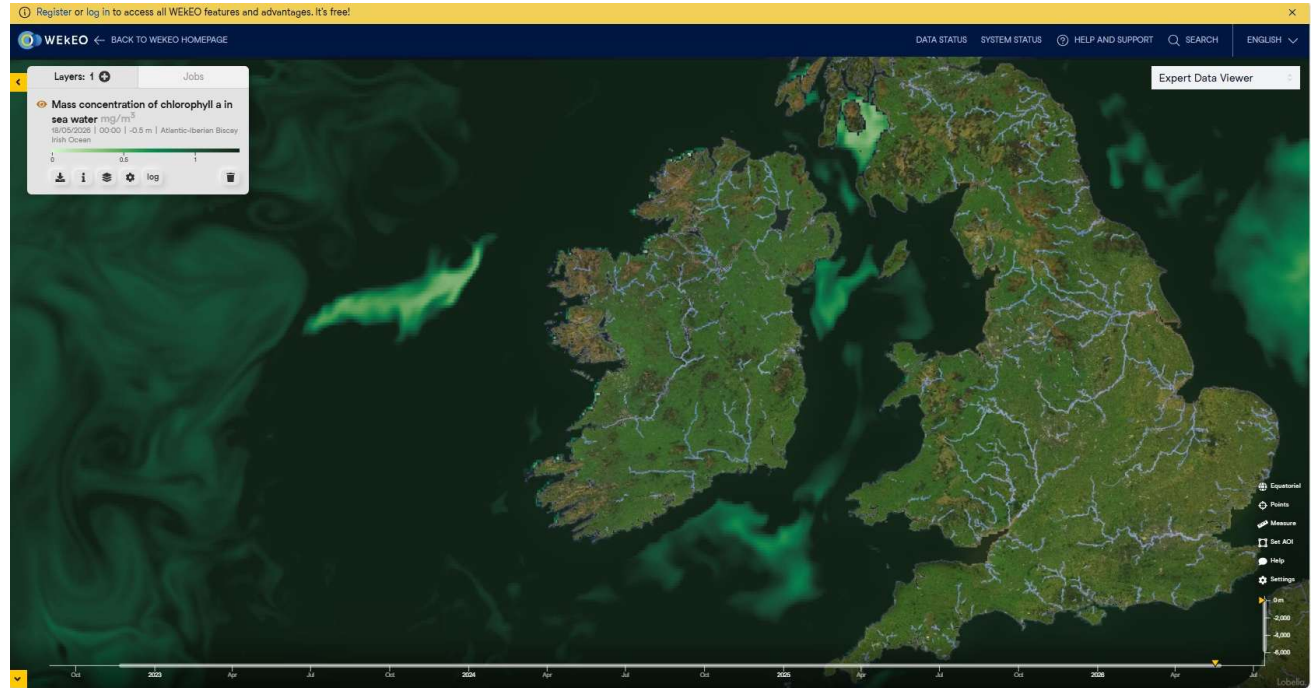 Register or log in to access all WEkEO features and advantages. It's free!
WEkEO ← BACK TO WEKEO HOMEPAGE
DATA STATUS SYSTEM STATUS HELP AND SUPPORT SEARCH ENGLISH
Layers: 1 Jobs
Expert Data Viewer
Mass concentration of chlorophyll a in
sea water mg/m³
18/05/2026 | 00:00 | -0.5 m | Atlantic-Iberian Biscay
Irish Ocean
0 0.5 1
log
Equatorial
Points
Measure
Set AOI
Help
Settings
0m
-2,000
-4,000
-6,000
Oct 2023 Apr Jul Oct 2024 Apr Jul Oct 2025 Apr Jul Oct 2026 Apr Jul
Lobelia